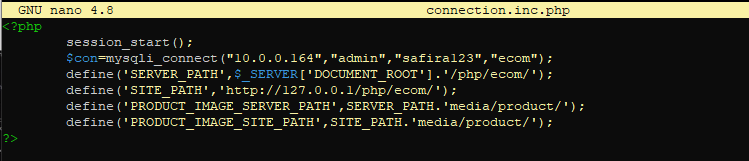 GNU nano 4.8 connection.inc.php
<?php
session_start();
$con=mysqli_connect("10.0.0.164","admin","safira123","ecom");
define('SERVER_PATH',$_SERVER['DOCUMENT_ROOT'].'/php/ecom/');
define('SITE_PATH','http://127.0.0.1/php/ecom/');
define('PRODUCT_IMAGE_SERVER_PATH',SERVER_PATH.'media/product/');
define('PRODUCT_IMAGE_SITE_PATH',SITE_PATH.'media/product/');
?>